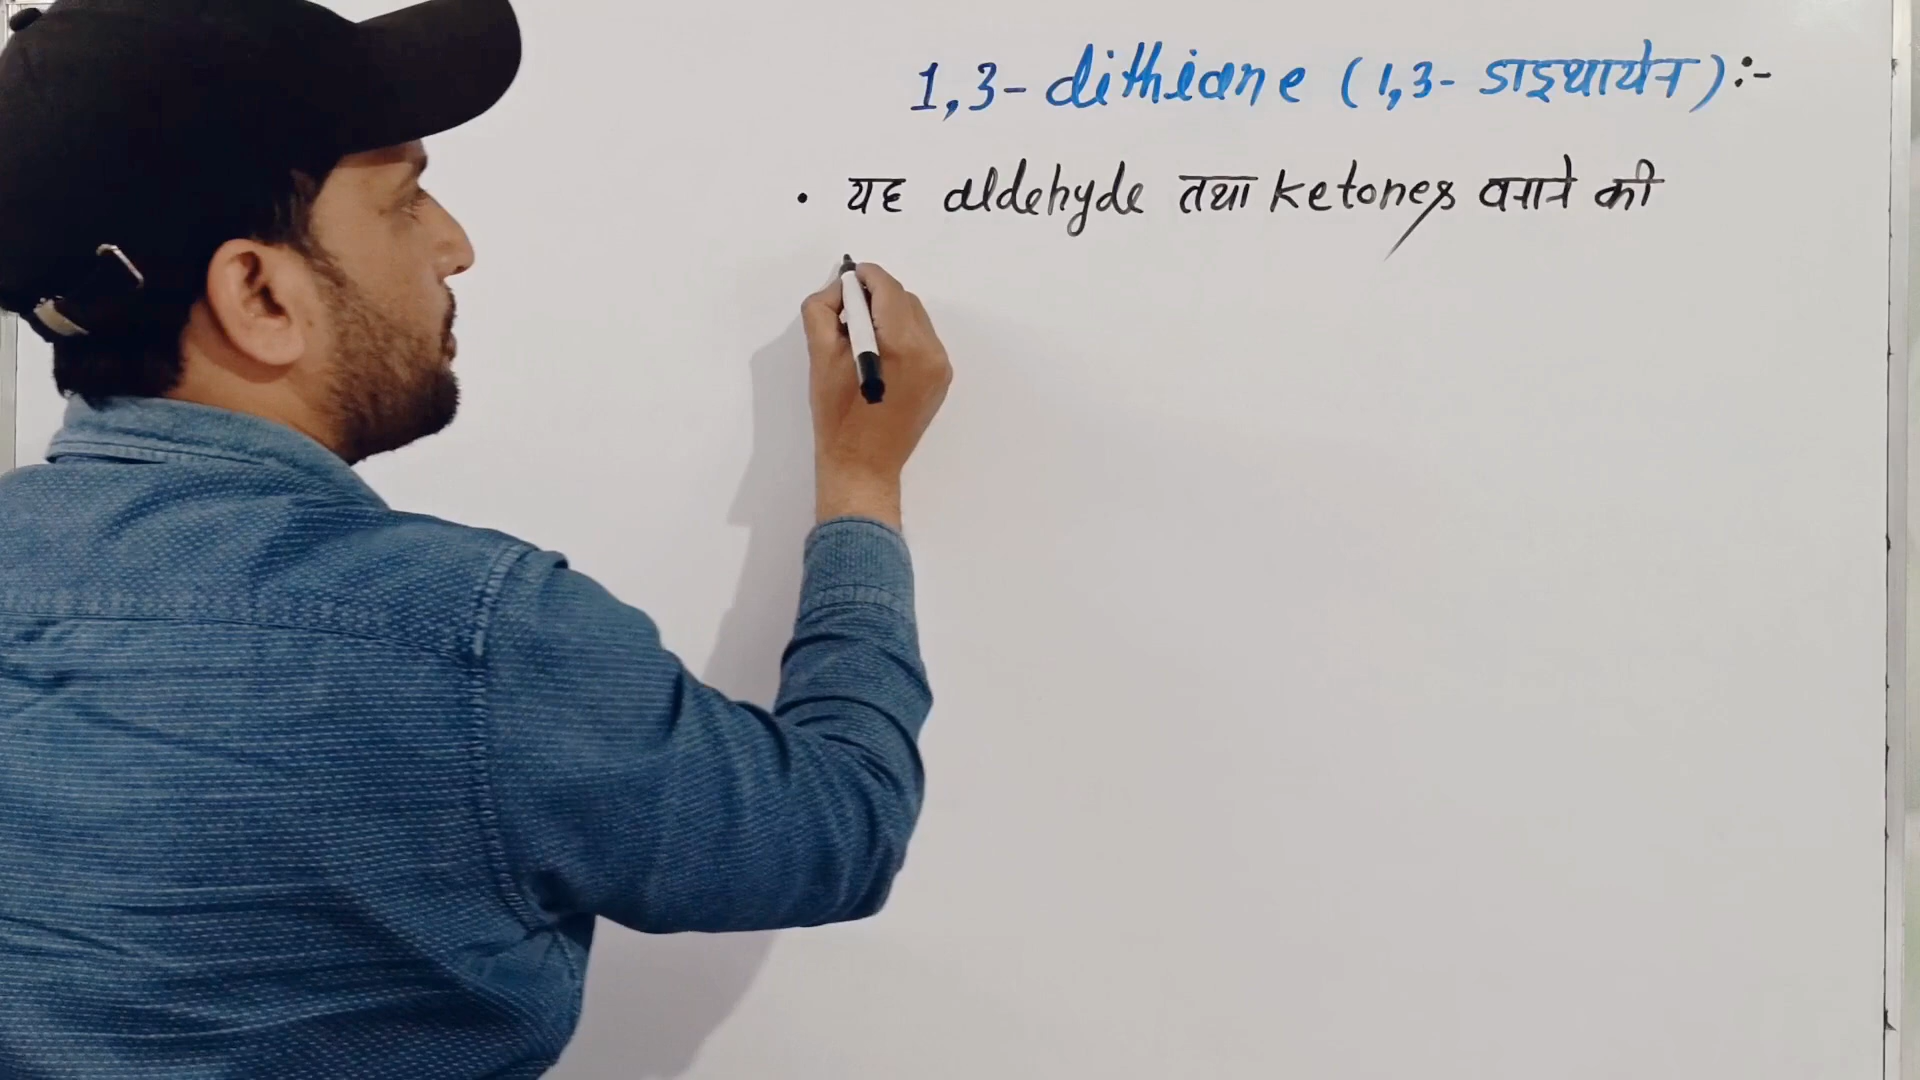 1,3- dithiane (1,3- डाइथायेन):-
• यह aldehyde तथा ketones बनाने की